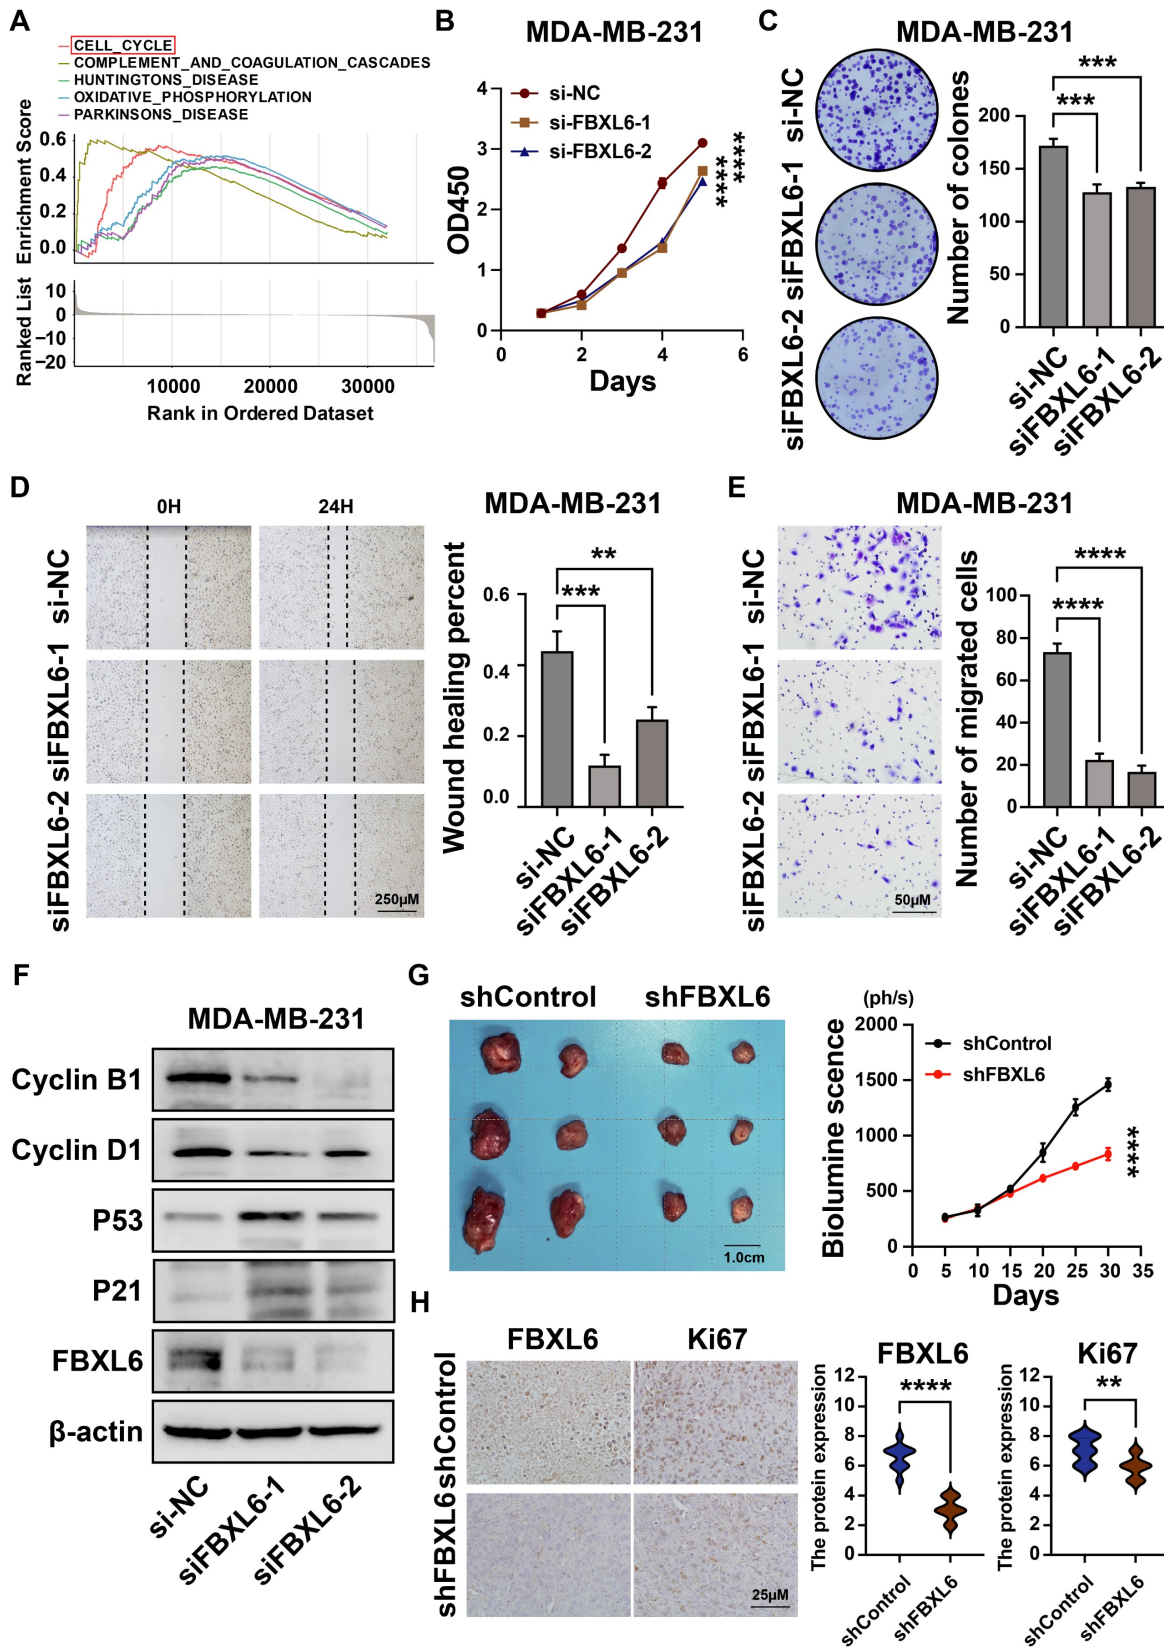 A
CELL_CYCLE
COMPLEMENT_AND_COAGULATION_CASCADES
HUNTINGTONS_DISEASE
OXIDATIVE_PHOSPHORYLATION
PARKINSONS_DISEASE
Enrichment Score
0.6
0.4
0.2
0.0
Ranked List
10
0
−10
−20
10000 20000 30000
Rank in Ordered Dataset
B
MDA-MB-231
si-NC
si-FBXL6-1
si-FBXL6-2
OD450
4
3
2
1
0
0 2 4 6
Days
****
****
C
MDA-MB-231
si-NC
siFBXL6-1
siFBXL6-2
Number of colones
200
150
100
50
0
***
***
si-NC
siFBXL6-1
siFBXL6-2
D
0H 24H
si-NC
siFBXL6-1
siFBXL6-2
250μM
MDA-MB-231
Wound healing percent
0.6
0.4
0.2
0.0
**
***
si-NC
siFBXL6-1
siFBXL6-2
E
MDA-MB-231
si-NC
siFBXL6-1
siFBXL6-2
50μM
Number of migrated cells
100
80
60
40
20
0
****
****
si-NC
siFBXL6-1
siFBXL6-2
F
MDA-MB-231
Cyclin B1
Cyclin D1
P53
P21
FBXL6
β-actin
si-NC
siFBXL6-1
siFBXL6-2
G
shControl shFBXL6
1.0cm
(ph/s)
Biolumine scence
2000
1500
1000
500
0
shControl
shFBXL6
****
0 5 10 15 20 25 30 35
Days
H
FBXL6 Ki67
shControl
shFBXL6
25μM
FBXL6
The protein expression
12
10
8
6
4
2
0
****
shControl
shFBXL6
Ki67
The protein expression
12
10
8
6
4
2
0
**
shControl
shFBXL6